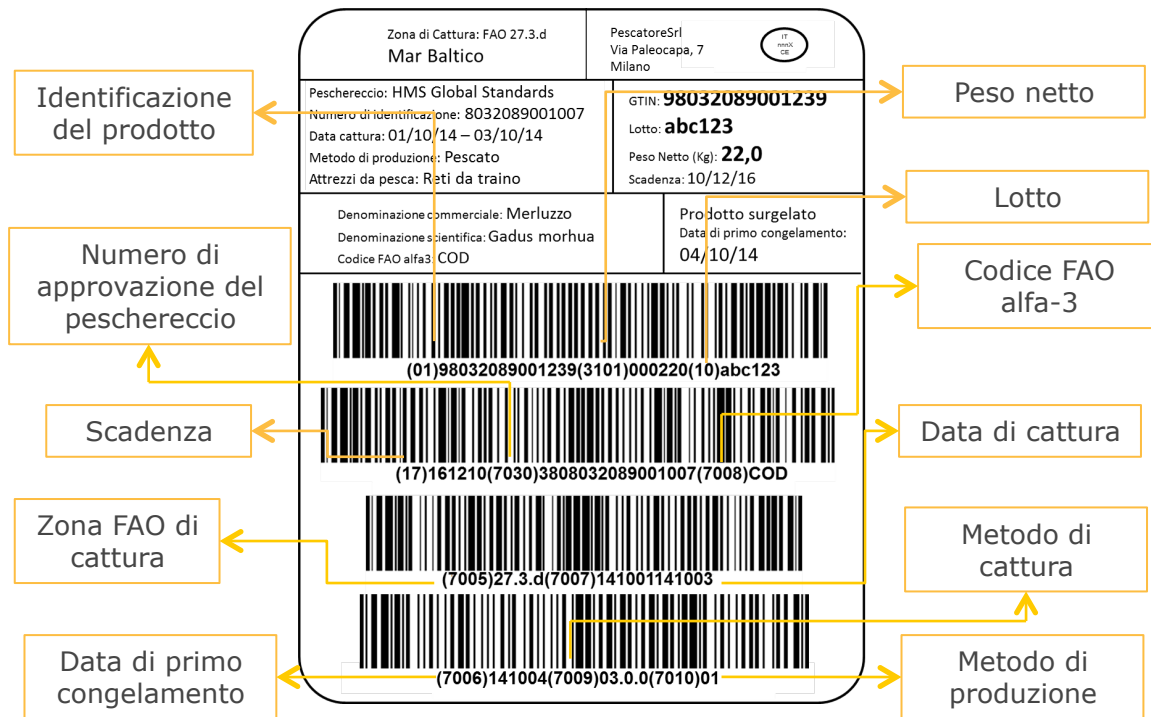 Zona di Cattura: FAO 27.3.d
Mar Baltico
PescatoreSrl
Via Paleocapa, 7
Milano
IT
nnnX
CE
Peschereccio: HMS Global Standards
Numero di identificazione: 8032089001007
Data cattura: 01/10/14 – 03/10/14
Metodo di produzione: Pescato
Attrezzi da pesca: Reti da traino
GTIN: 98032089001239
Lotto: abc123
Peso Netto (Kg): 22,0
Scadenza: 10/12/16
Denominazione commerciale: Merluzzo
Denominazione scientifica: Gadus morhua
Codice FAO alfa3: COD
Prodotto surgelato
Data di primo congelamento:
04/10/14
(01)98032089001239(3101)000220(10)abc123
(17)161210(7030)3808032089001007(7008)COD
(7005)27.3.d(7007)141001141003
(7006)141004(7009)03.0.0(7010)01
Identificazione
del prodotto
Numero di
approvazione del
peschereccio
Scadenza
Zona FAO di
cattura
Data di primo
congelamento
Peso netto
Lotto
Codice FAO
alfa-3
Data di cattura
Metodo di
cattura
Metodo di
produzione